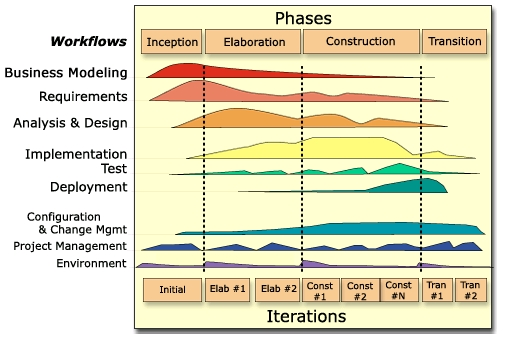 Phases
Workflows
Inception
Elaboration
Construction
Transition
Business Modeling
Requirements
Analysis & Design
Implementation
Test
Deployment
Configuration
& Change Mgmt
Project Management
Environment
Initial
Elab #1
Elab #2
Const
#1
Const
#2
Const
#N
Tran
#1
Tran
#2
Iterations